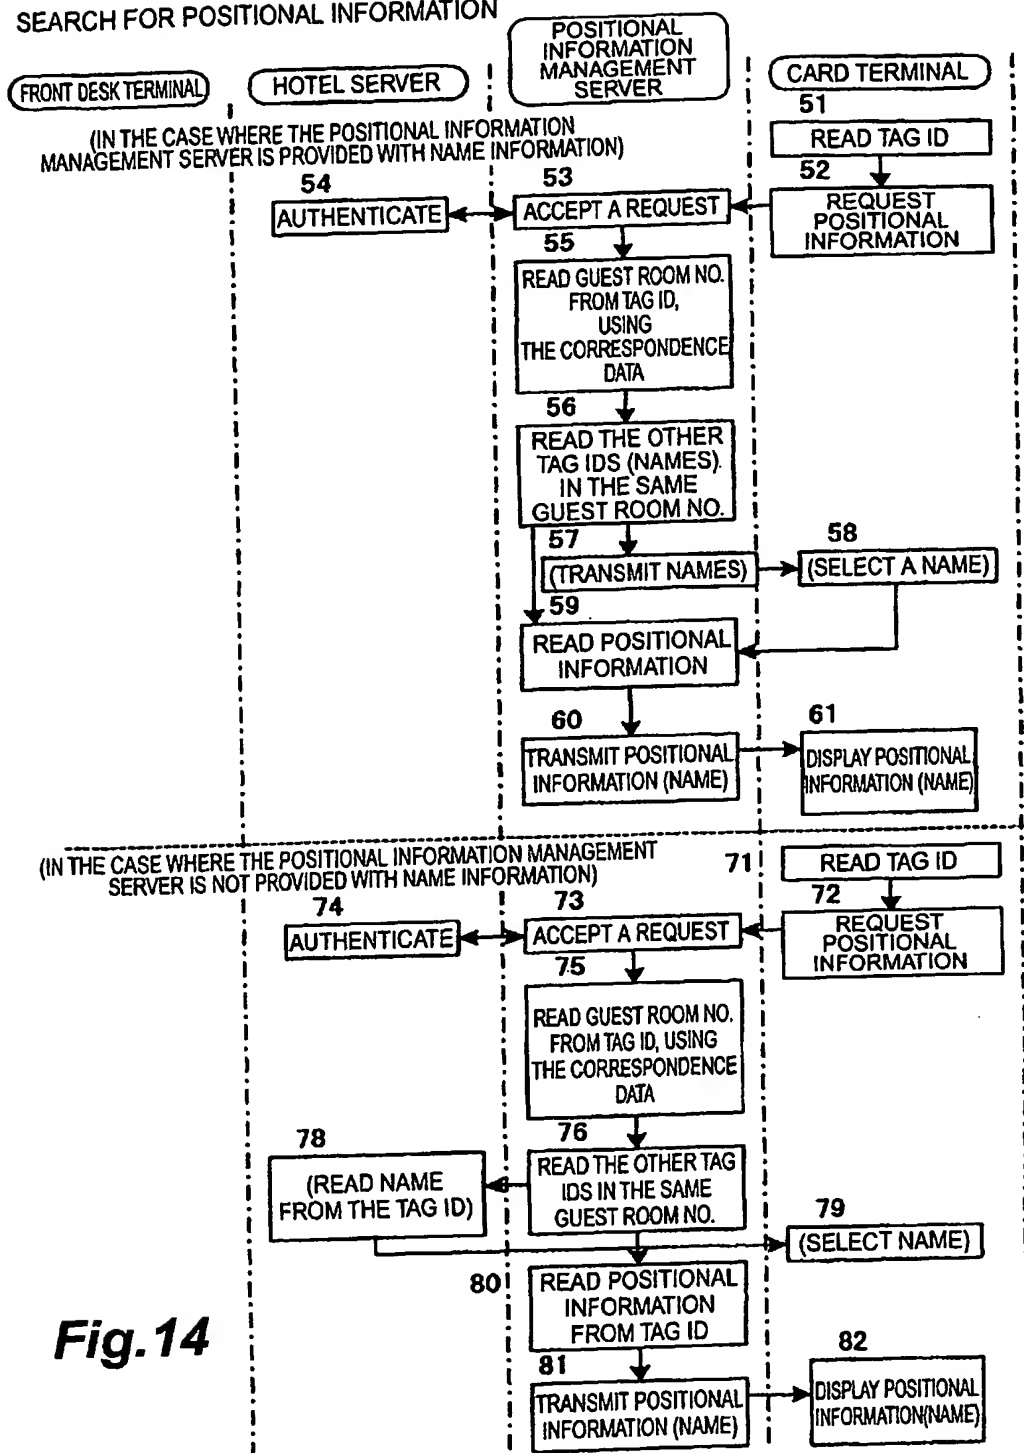 SEARCH FOR POSITIONAL INFORMATION
FRONT DESK TERMINAL
HOTEL SERVER
POSITIONAL
INFORMATION
MANAGEMENT
SERVER
CARD TERMINAL
(IN THE CASE WHERE THE POSITIONAL INFORMATION
MANAGEMENT SERVER IS PROVIDED WITH NAME INFORMATION)
51
READ TAG ID
52
REQUEST
POSITIONAL
INFORMATION
53
ACCEPT A REQUEST
54
AUTHENTICATE
55
READ GUEST ROOM NO.
FROM TAG ID,
USING
THE CORRESPONDENCE
DATA
56
READ THE OTHER
TAG IDS (NAMES).
IN THE SAME
GUEST ROOM NO.
57
(TRANSMIT NAMES)
58
(SELECT A NAME)
59
READ POSITIONAL
INFORMATION
60
TRANSMIT POSITIONAL
INFORMATION (NAME)
61
DISPLAY POSITIONAL
INFORMATION (NAME)
(IN THE CASE WHERE THE POSITIONAL INFORMATION MANAGEMENT
SERVER IS NOT PROVIDED WITH NAME INFORMATION)
71
READ TAG ID
72
REQUEST
POSITIONAL
INFORMATION
73
ACCEPT A REQUEST
74
AUTHENTICATE
75
READ GUEST ROOM NO.
FROM TAG ID, USING
THE CORRESPONDENCE
DATA
76
READ THE OTHER TAG
IDS IN THE SAME
GUEST ROOM NO.
78
(READ NAME
FROM THE TAG ID)
79
(SELECT NAME)
80
READ POSITIONAL
INFORMATION
FROM TAG ID
81
TRANSMIT POSITIONAL
INFORMATION (NAME)
82
DISPLAY POSITIONAL
INFORMATION(NAME)
Fig.14